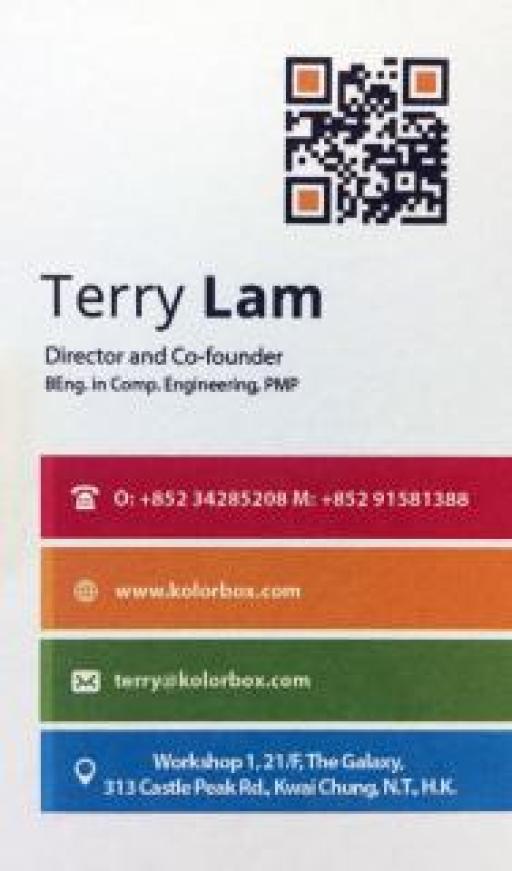 Terry Lam
Director and Co-founder
BEng. in Comp. Engineering, PMP
O: +852 34285208 M: +852 91581388
www.kolorbox.com
terry@kolorbox.com
Workshop 1, 21/F, The Galaxy,
313 Castle Peak Rd., Kwai Chung, N.T., H.K.